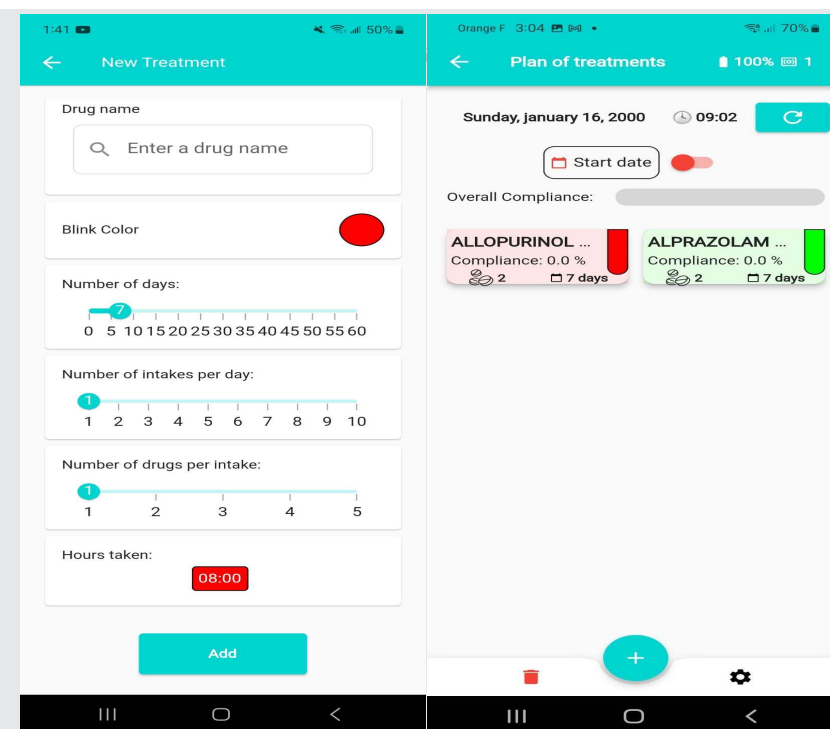 1:41 50%
New Treatment
Drug name
Enter a drug name
Blink Color
Number of days:
7
0 5 10 15 20 25 30 35 40 45 50 55 60
Number of intakes per day:
1
1 2 3 4 5 6 7 8 9 10
Number of drugs per intake:
1
1 2 3 4 5
Hours taken:
08:00
Add
Orange F 3:04 70%
Plan of treatments 100% 1
Sunday, january 16, 2000 09:02
Start date
Overall Compliance:
ALLOPURINOL ...
Compliance: 0.0 %
2 7 days
ALPRAZOLAM ...
Compliance: 0.0 %
2 7 days
+